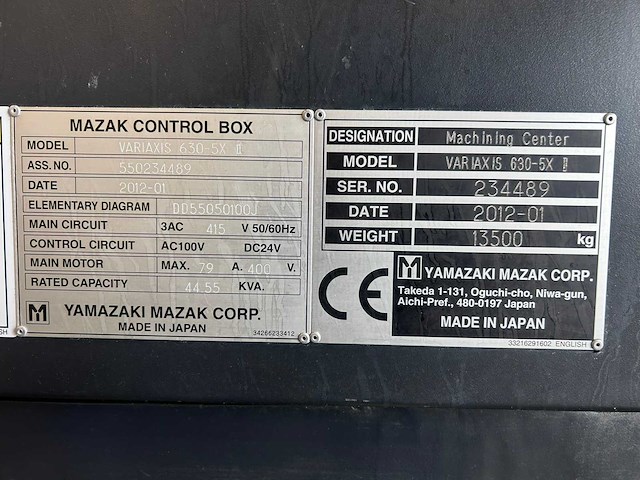 MAZAK CONTROL BOX
MODEL VARIAXIS 630-5X II
ASS. NO. 550234489
DATE 2012-01
ELEMENTARY DIAGRAM DD55050100J
MAIN CIRCUIT 3AC 415 V 50/60Hz
CONTROL CIRCUIT AC100V DC24V
MAIN MOTOR MAX. 79 A. 400 V.
RATED CAPACITY 44.55 KVA.
M YAMAZAKI MAZAK CORP.
MADE IN JAPAN
34266233412
SH
DESIGNATION Machining Center
MODEL VARIAXIS 630-5X II
SER. NO. 234489
DATE 2012-01
WEIGHT 13500 kg
CE
M YAMAZAKI MAZAK CORP.
Takeda 1-131, Oguchi-cho, Niwa-gun,
Aichi-Pref., 480-0197 Japan
MADE IN JAPAN
33216291602 ENGLISH